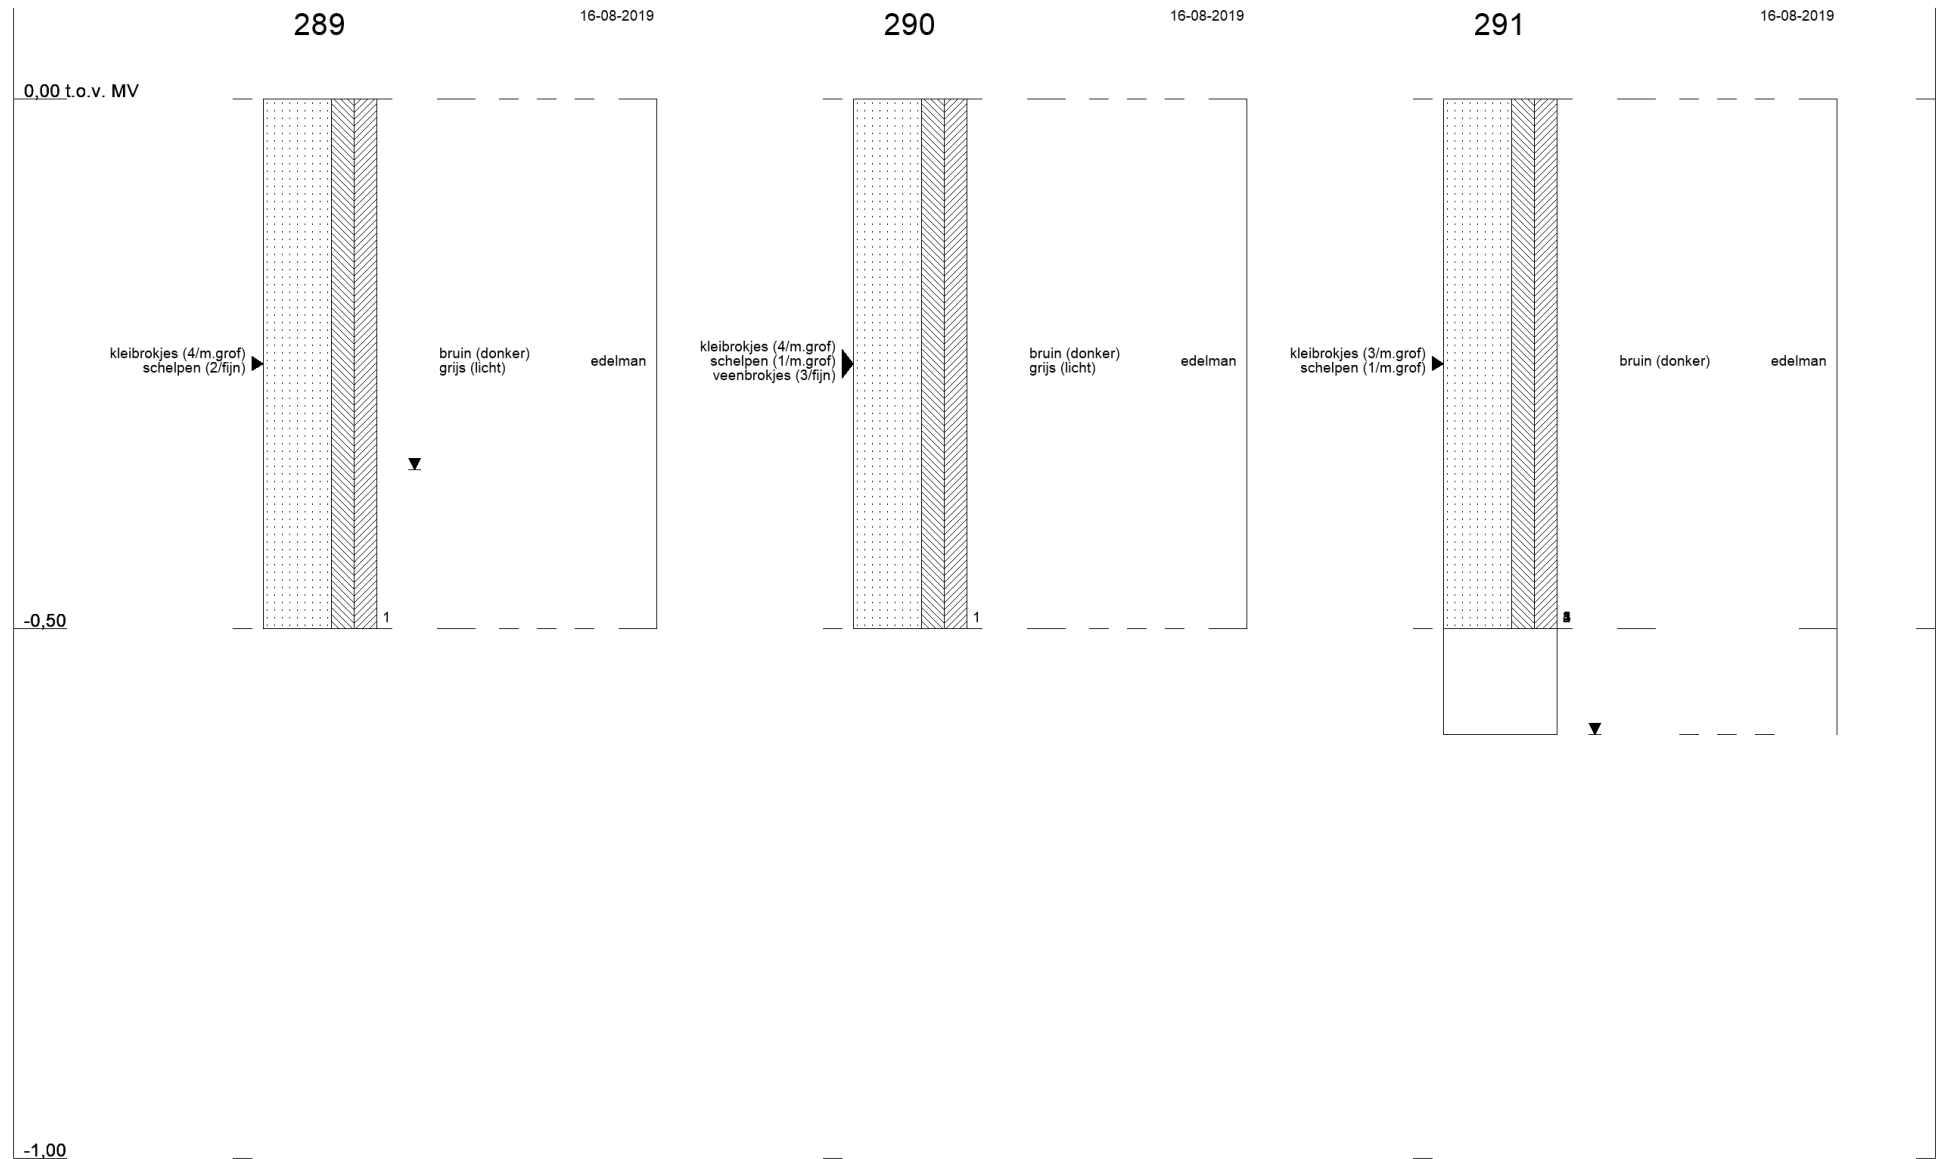 289
16-08-2019
290
16-08-2019
291
16-08-2019
0,00 t.o.v. MV
kleibrokjes (4/m.grof)
schelpen (2/fijn)
bruin (donker)
grijs (licht)
edelman
kleibrokjes (4/m.grof)
schelpen (1/m.grof)
veenbrokjes (3/fijn)
bruin (donker)
grijs (licht)
edelman
kleibrokjes (3/m.grof)
schelpen (1/m.grof)
bruin (donker)
edelman
1
1
-0,50
-1,00